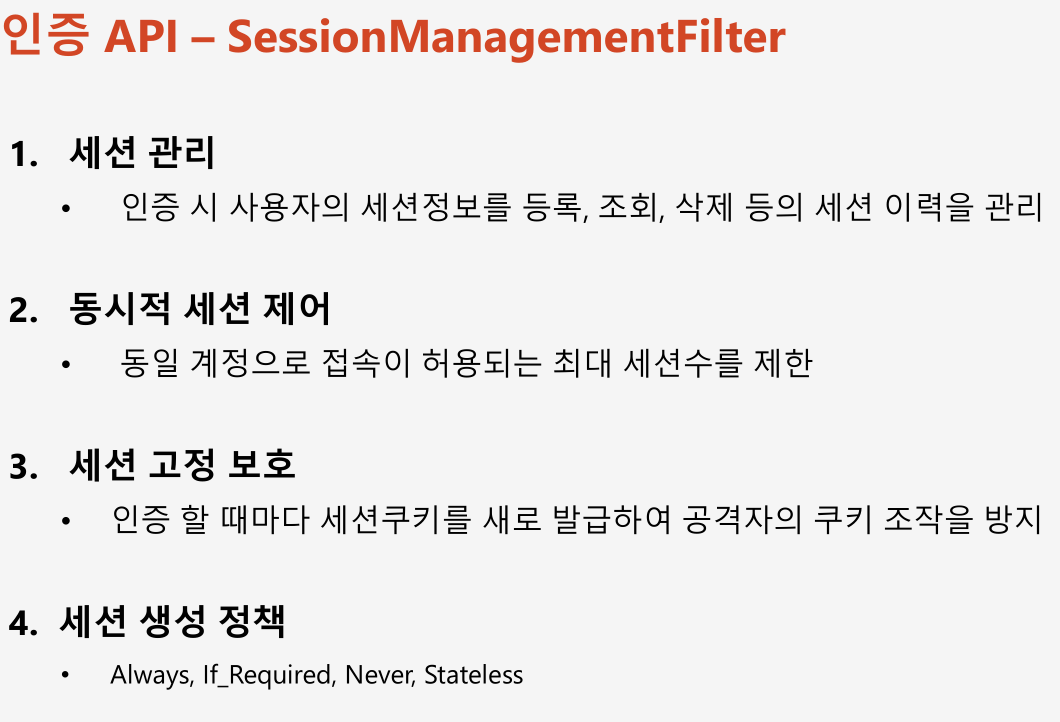 인증 API – SessionManagementFilter
1. 세션 관리
• 인증 시 사용자의 세션정보를 등록, 조회, 삭제 등의 세션 이력을 관리
2. 동시적 세션 제어
• 동일 계정으로 접속이 허용되는 최대 세션수를 제한
3. 세션 고정 보호
• 인증 할 때마다 세션쿠키를 새로 발급하여 공격자의 쿠키 조작을 방지
4. 세션 생성 정책
• Always, If_Required, Never, Stateless